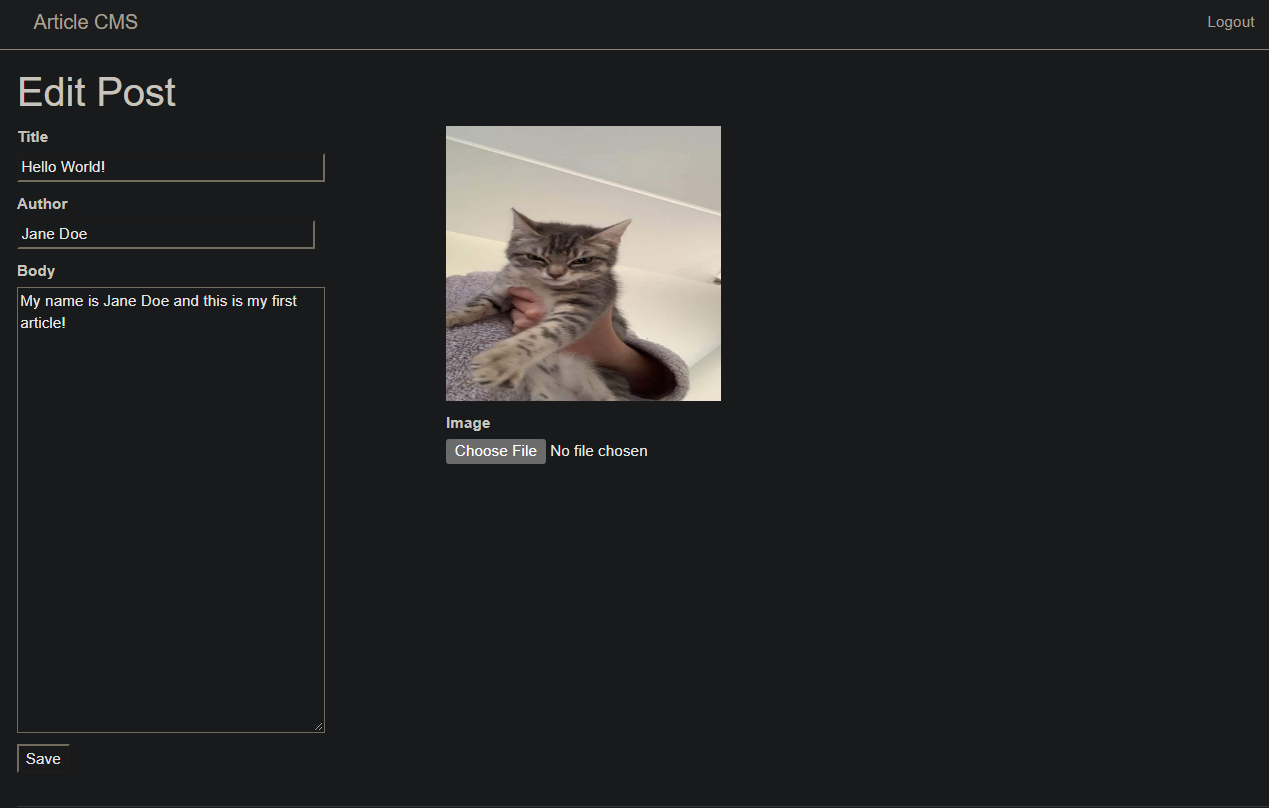 Article CMS
Logout
Edit Post
Title
Hello World!
Author
Jane Doe
Body
My name is Jane Doe and this is my first
article!
Image
Choose File No file chosen
Save